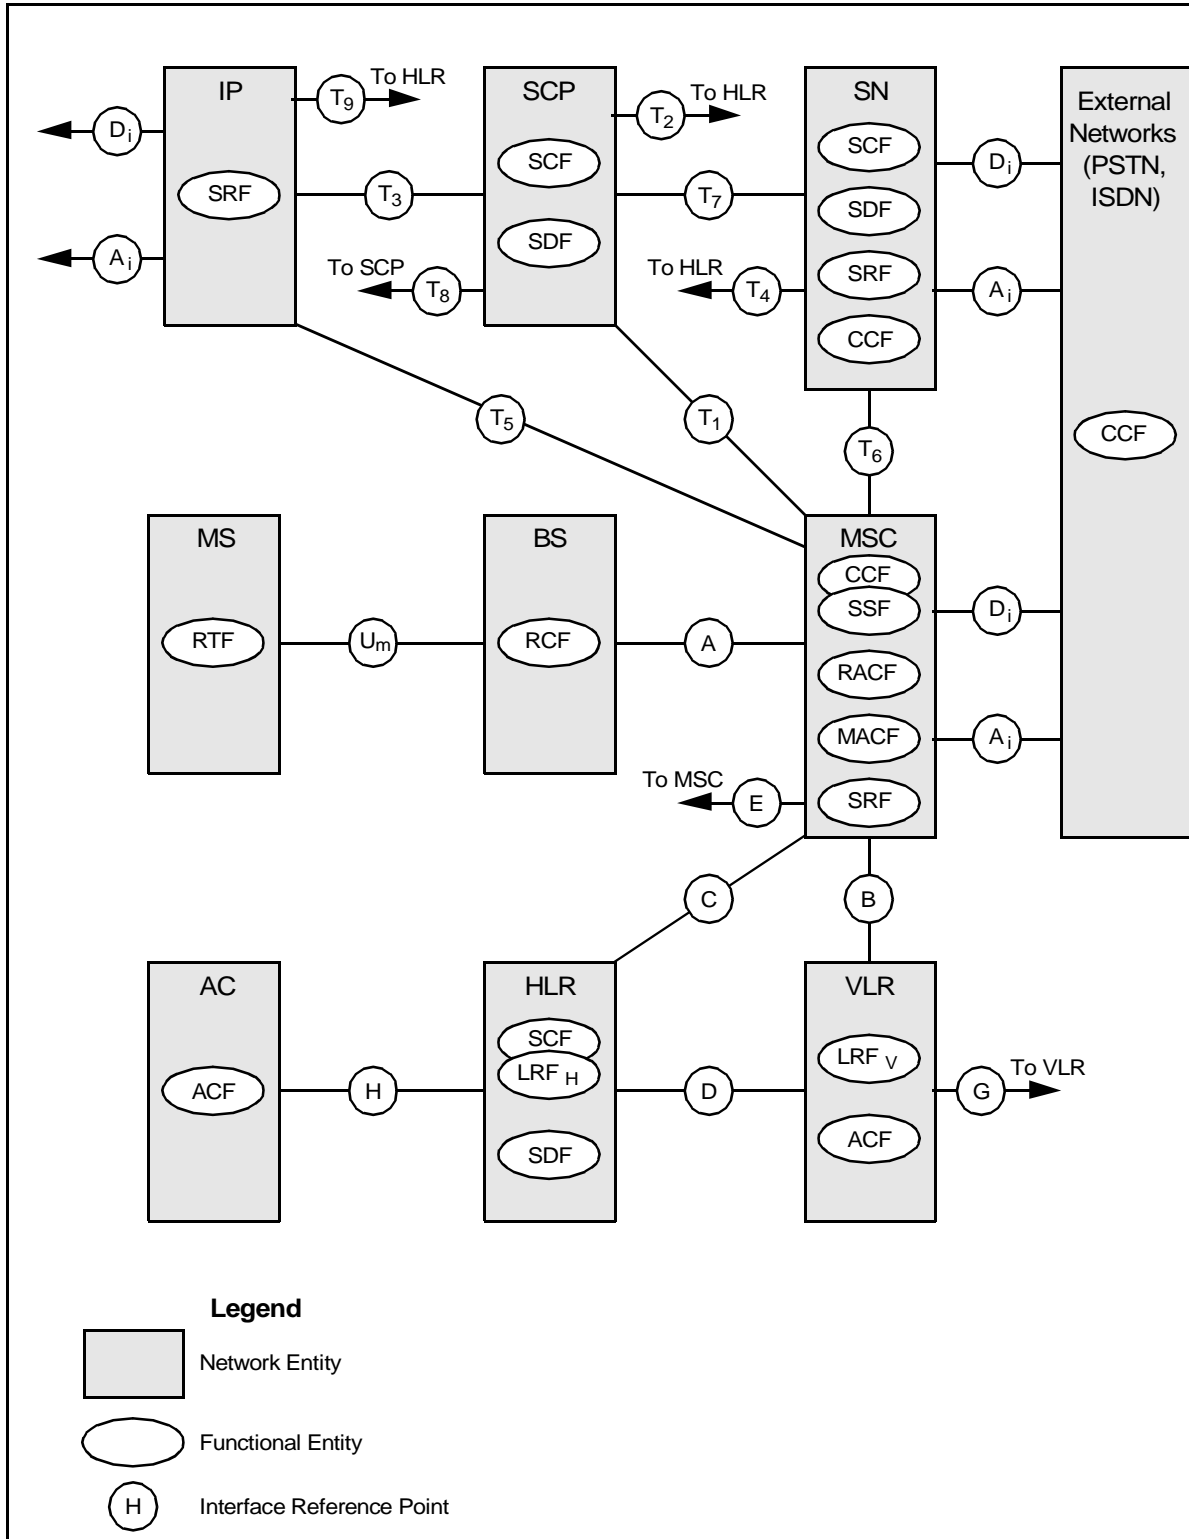 IP
SCP
SN
External
Networks
(PSTN,
ISDN)
To HLR
T9
To HLR
T2
Di
SCF
SCF
Di
SRF
T3
T7
SDF
SDF
Ai
To SCP
T8
To HLR
T4
SRF
Ai
CCF
T5
T1
T6
CCF
MS
BS
MSC
CCF
SSF
Di
RTF
Um
RCF
A
RACF
MACF
Ai
To MSC
E
SRF
C
B
AC
HLR
VLR
SCF
LRF H
LRF V
To VLR
ACF
H
D
G
ACF
SDF
Legend
Network Entity
Functional Entity
H
Interface Reference Point